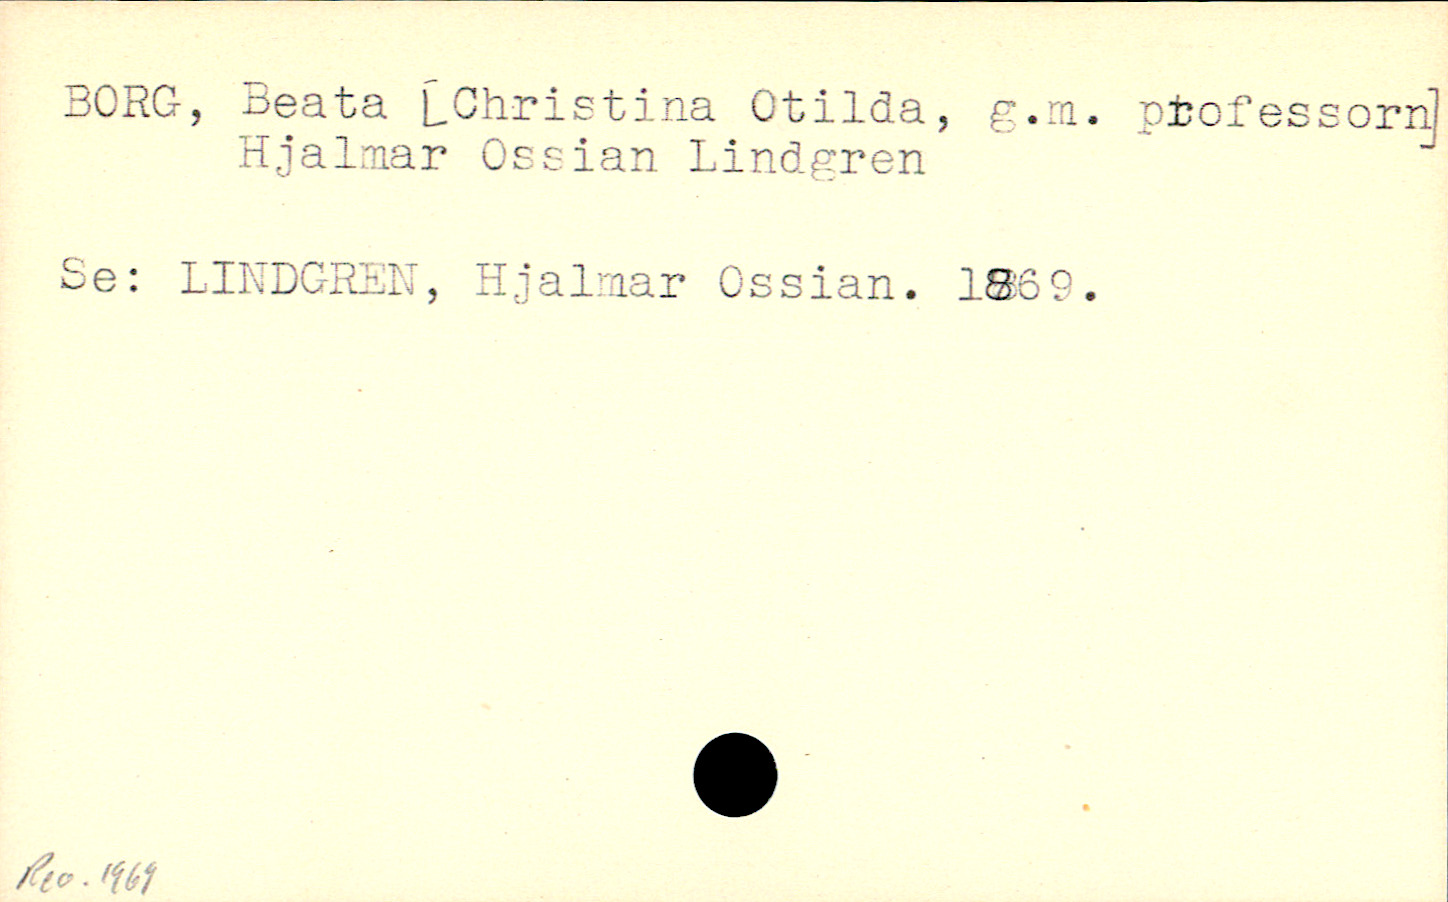 BORG, Beata [Christina Otilda, g.m. professorn]
Hjalmar Ossian Lindgren
Se: LINDGREN, Hjalmar Ossian. 1869.
Rev. 1969